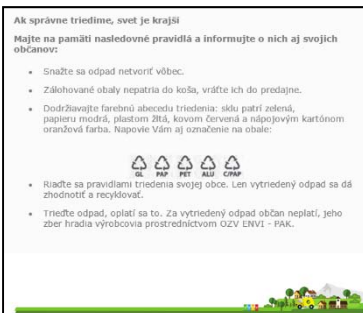 Ak správne triedime, svet je krajší
Majte na pamäti nasledovné pravidlá a informujte o nich aj svojich
občanov:
• Snažte sa odpad netvoriť vôbec.
• Zálohované obaly nepatria do koša, vráťte ich do predajne.
• Dodržiavajte farebnú abecedu triedenia: sklu patrí zelená,
papieru modrá, plastom žltá, kovom červená a nápojovým kartónom
oranžová farba. Napovie Vám aj označenie na obale:
GL PAP PET ALU C/PAP
• Riaďte sa pravidlami triedenia svojej obce. Len vytriedený odpad sa dá
zhodnotiť a recyklovať.
• Trieďte odpad, oplatí sa to. Za vytriedený odpad občan neplatí, jeho
zber hradia výrobcovia prostredníctvom OZV ENVI - PAK.